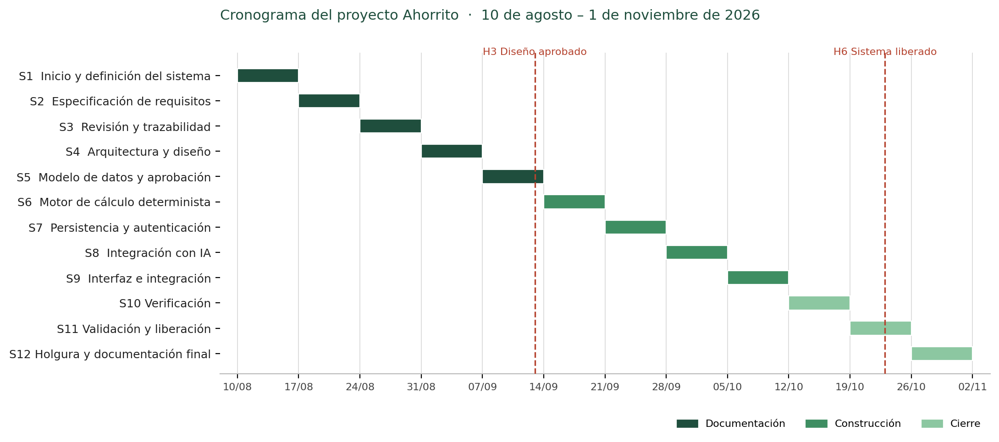 Cronograma del proyecto Ahorrito · 10 de agosto – 1 de noviembre de 2026
H3 Diseño aprobado
H6 Sistema liberado
S1 Inicio y definición del sistema
S2 Especificación de requisitos
S3 Revisión y trazabilidad
S4 Arquitectura y diseño
S5 Modelo de datos y aprobación
S6 Motor de cálculo determinista
S7 Persistencia y autenticación
S8 Integración con IA
S9 Interfaz e integración
S10 Verificación
S11 Validación y liberación
S12 Holgura y documentación final
10/08 17/08 24/08 31/08 07/09 14/09 21/09 28/09 05/10 12/10 19/10 26/10 02/11
Documentación Construcción Cierre